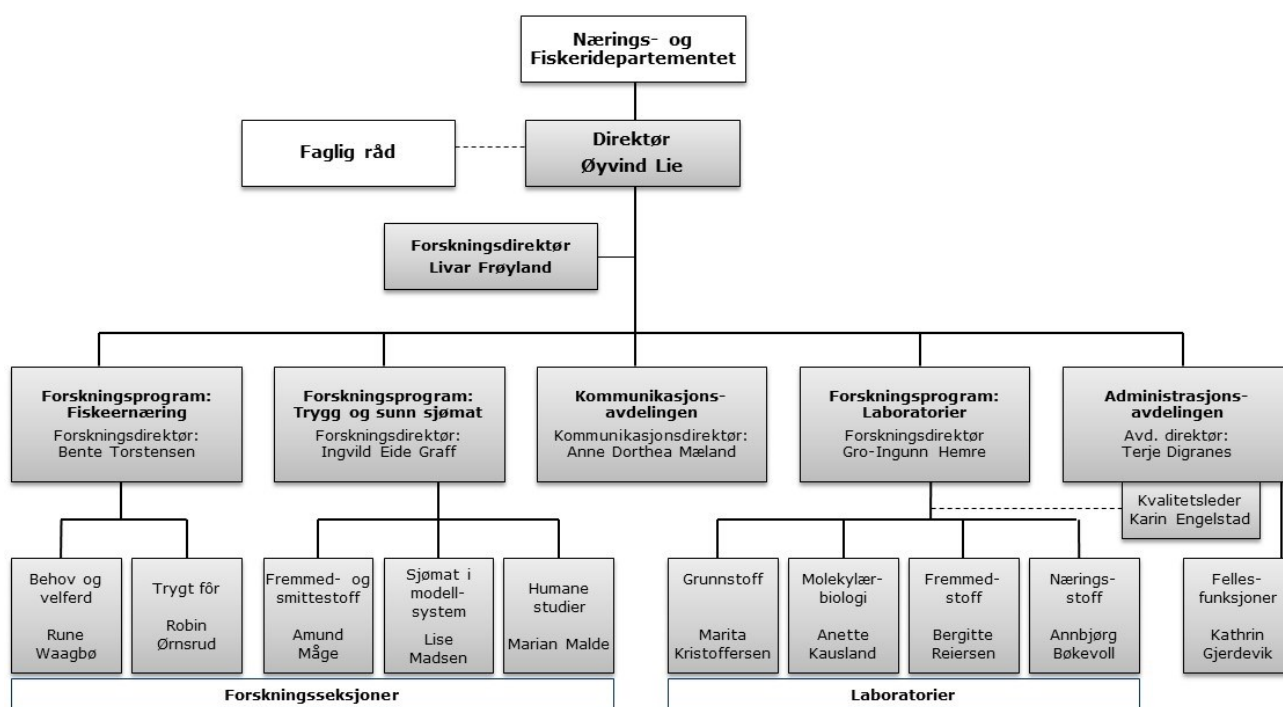 Nærings- og
Fiskeridepartementet
Faglig råd
Direktør
Øyvind Lie
Forskningsdirektør
Livar Frøyland
Forskningsprogram:
Fiskeernæring
Forskningsdirektør:
Bente Torstensen
Forskningsprogram:
Trygg og sunn sjømat
Forskningsdirektør:
Ingvild Eide Graff
Kommunikasjons-
avdelingen
Kommunikasjonsdirektør:
Anne Dorthea Mæland
Forskningsprogram:
Laboratorier
Forskningsdirektør
Gro-Ingunn Hemre
Administrasjons-
avdelingen
Avd. direktør:
Terje Digranes
Kvalitetsleder
Karin Engelstad
Behov og
velferd
Rune
Waagbø
Trygt fôr
Robin
Ørnsrud
Fremmed- og
smittestoff
Amund
Måge
Sjømat i
modell-
system
Lise
Madsen
Humane
studier
Marian Malde
Grunnstoff
Marita
Kristoffersen
Molekylær-
biologi
Anette
Kausland
Fremmed-
stoff
Bergitte
Reiersen
Nærings-
stoff
Annbjørg
Bøkevoll
Felles-
funksjoner
Kathrin
Gjerdevik
Forskningsseksjoner
Laboratorier